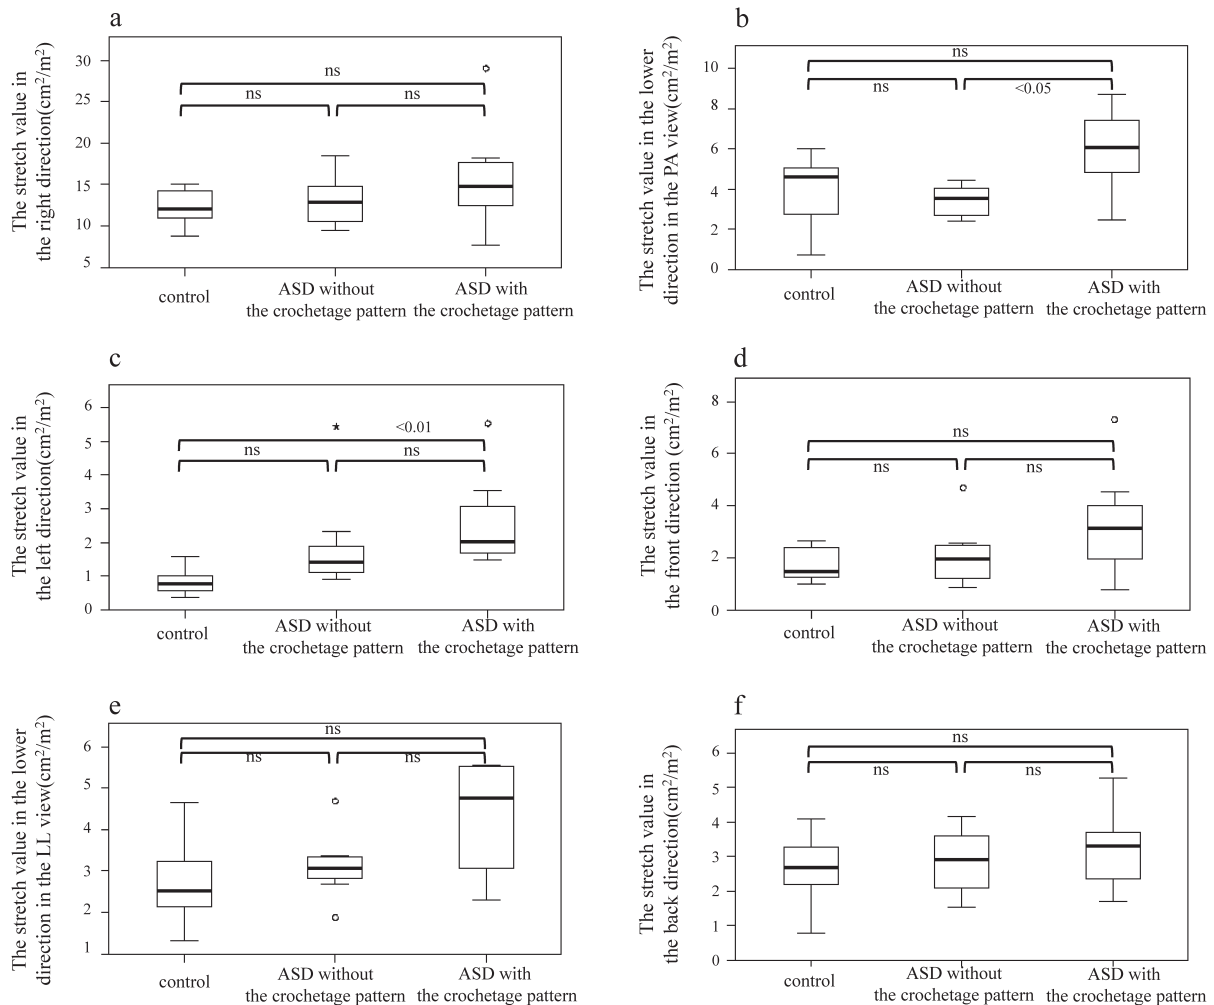 a
The stretch value in
the right direction(cm²/m²)
30
25
20
15
10
5
ns
ns
ns
control
ASD without
the crochetage pattern
ASD with
the crochetage pattern
b
The stretch value in the lower
direction in the PA view(cm²/m²)
10
8
6
4
2
0
ns
ns
<0.05
control
ASD without
the crochetage pattern
ASD with
the crochetage pattern
c
The stretch value in
the left direction(cm²/m²)
6
5
4
3
2
1
0
<0.01
ns
ns
control
ASD without
the crochetage pattern
ASD with
the crochetage pattern
d
The stretch value in
the front direction (cm²/m²)
8
6
4
2
0
ns
ns
ns
control
ASD without
the crochetage pattern
ASD with
the crochetage pattern
e
The stretch value in the lower
direction in the LL view(cm²/m²)
6
5
4
3
2
1
ns
ns
ns
control
ASD without
the crochetage pattern
ASD with
the crochetage pattern
f
The stretch value in
the back direction(cm²/m²)
6
5
4
3
2
1
0
ns
ns
ns
control
ASD without
the crochetage pattern
ASD with
the crochetage pattern